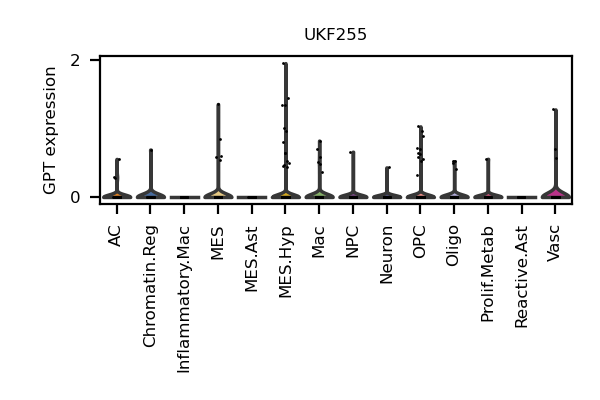 UKF255
GPT expression
2
0
AC
Chromatin.Reg
Inflammatory.Mac
MES
MES.Ast
MES.Hyp
Mac
NPC
Neuron
OPC
Oligo
Prolif.Metab
Reactive.Ast
Vasc